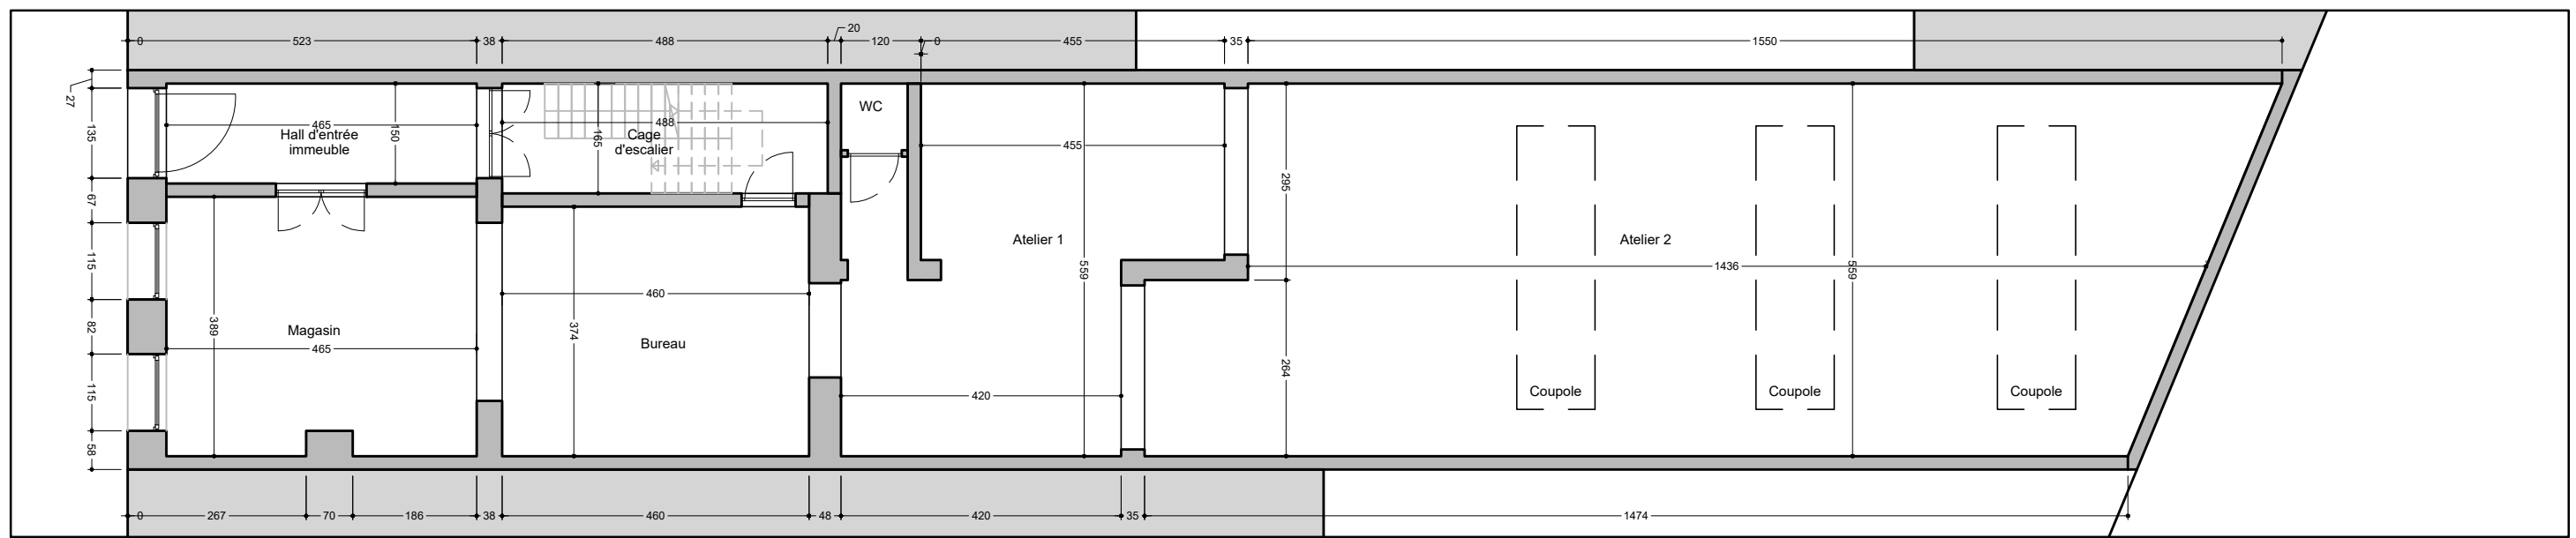 20
0 523 38 488 120 0 455 35 1550
27
135
67
115
82
115
58
WC
465
Hall d'entrée
immeuble
150
488
165
Cage
d'escalier
455
295
Atelier 1
559
264
Atelier 2
1436
559
460
389
Magasin
465
374
Bureau
420
Coupole Coupole Coupole
0 267 70 186 38 460 48 420 35 1474